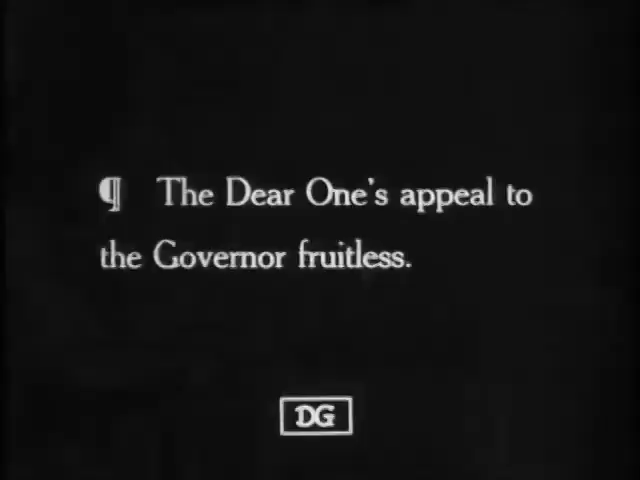 ¶ The Dear One's appeal to
the Governor fruitless.
DG